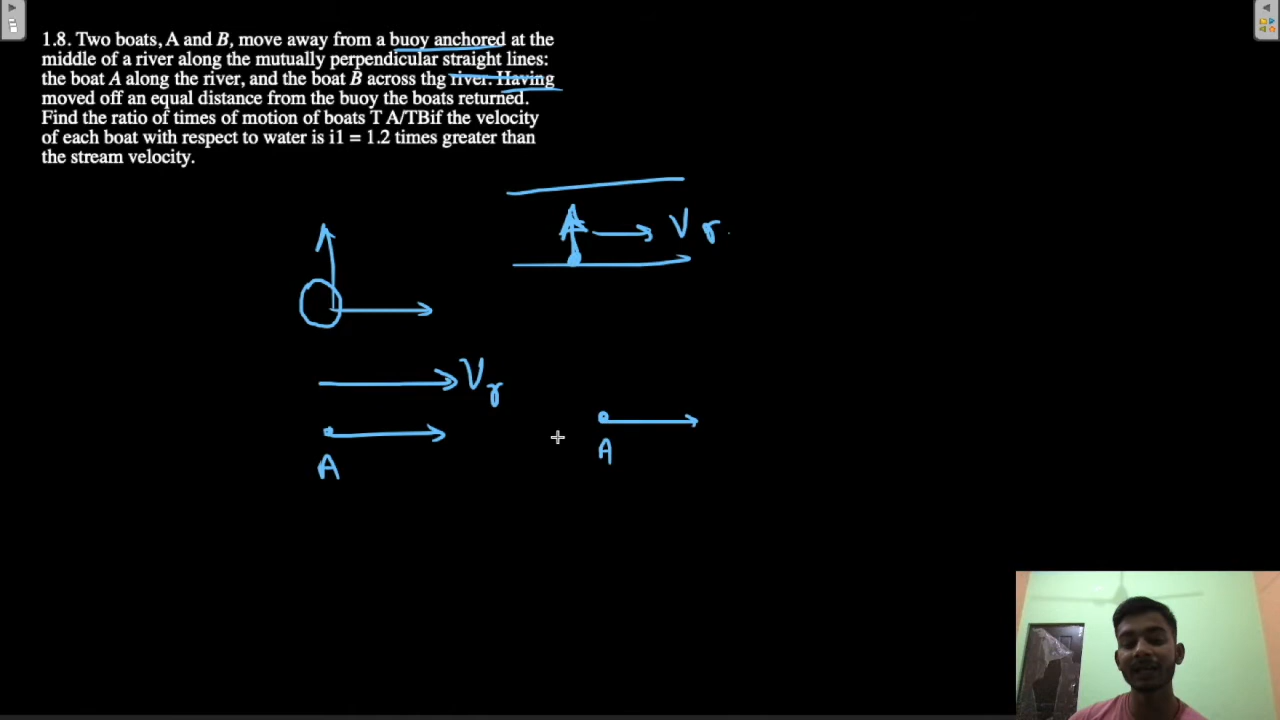 1.8. Two boats, A and B, move away from a buoy anchored at the
middle of a river along the mutually perpendicular straight lines:
the boat A along the river, and the boat B across thg river. Having
moved off an equal distance from the buoy the boats returned.
Find the ratio of times of motion of boats T A/TBif the velocity
of each boat with respect to water is i1 = 1.2 times greater than
the stream velocity.
Vr
Vr
A
A